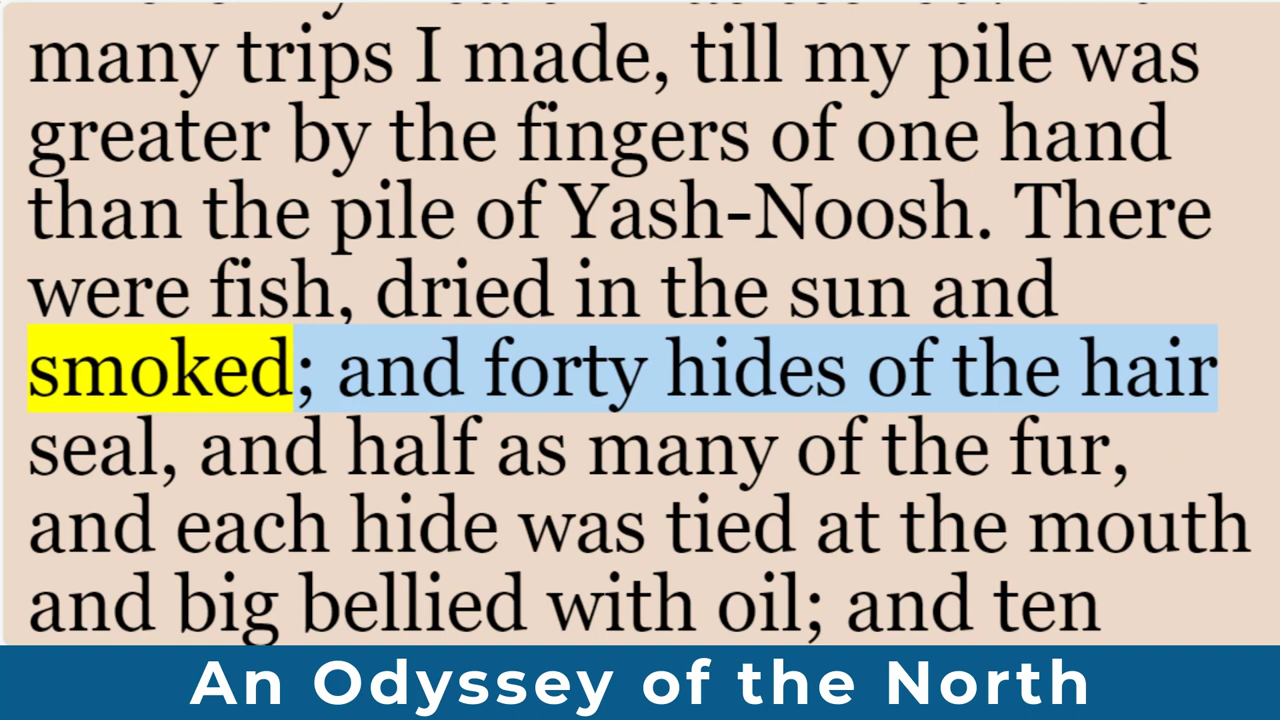 many trips I made, till my pile was
greater by the fingers of one hand
than the pile of Yash-Noosh. There
were fish, dried in the sun and
smoked; and forty hides of the hair
seal, and half as many of the fur,
and each hide was tied at the mouth
and big bellied with oil; and ten
An Odyssey of the North